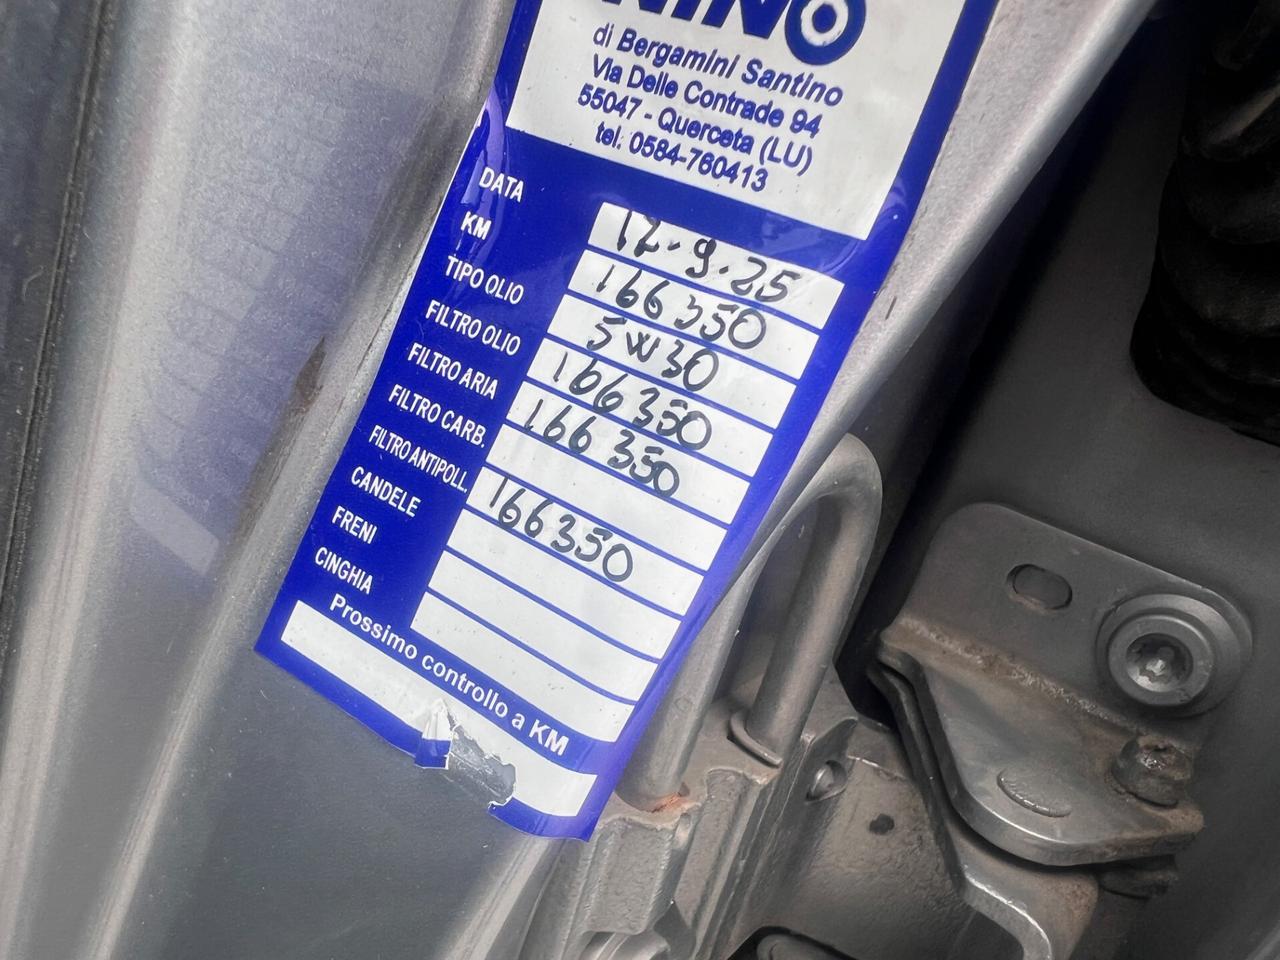 NINO
di Bergamini Santino
Via Delle Contrade 94
55047 - Querceta (LU)
tel. 0584-760413
DATA 12-9-25
KM 166350
TIPO OLIO 5W30
FILTRO OLIO 166350
FILTRO ARIA 166350
FILTRO CARB.
FILTRO ANTIPOLL. 166350
CANDELE
FRENI
CINGHIA
Prossimo controllo a KM